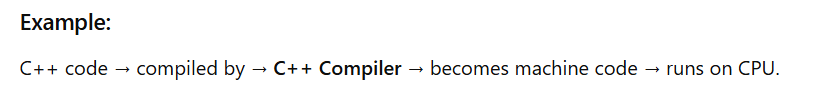 Example:
C++ code → compiled by → C++ Compiler → becomes machine code → runs on CPU.